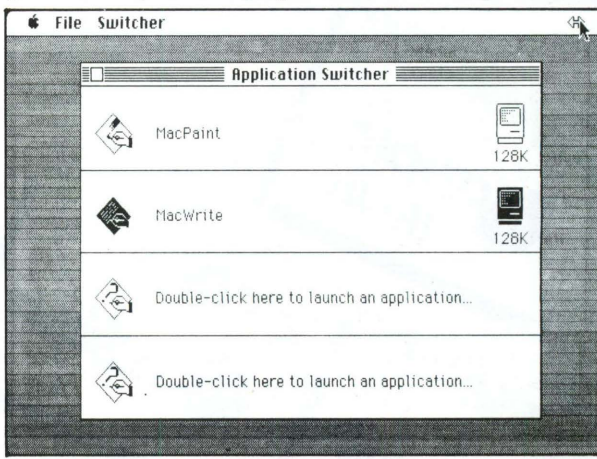 File Switcher
Application Switcher
MacPaint
128K
MacWrite
128K
Double-click here to launch an application...
Double-click here to launch an application...